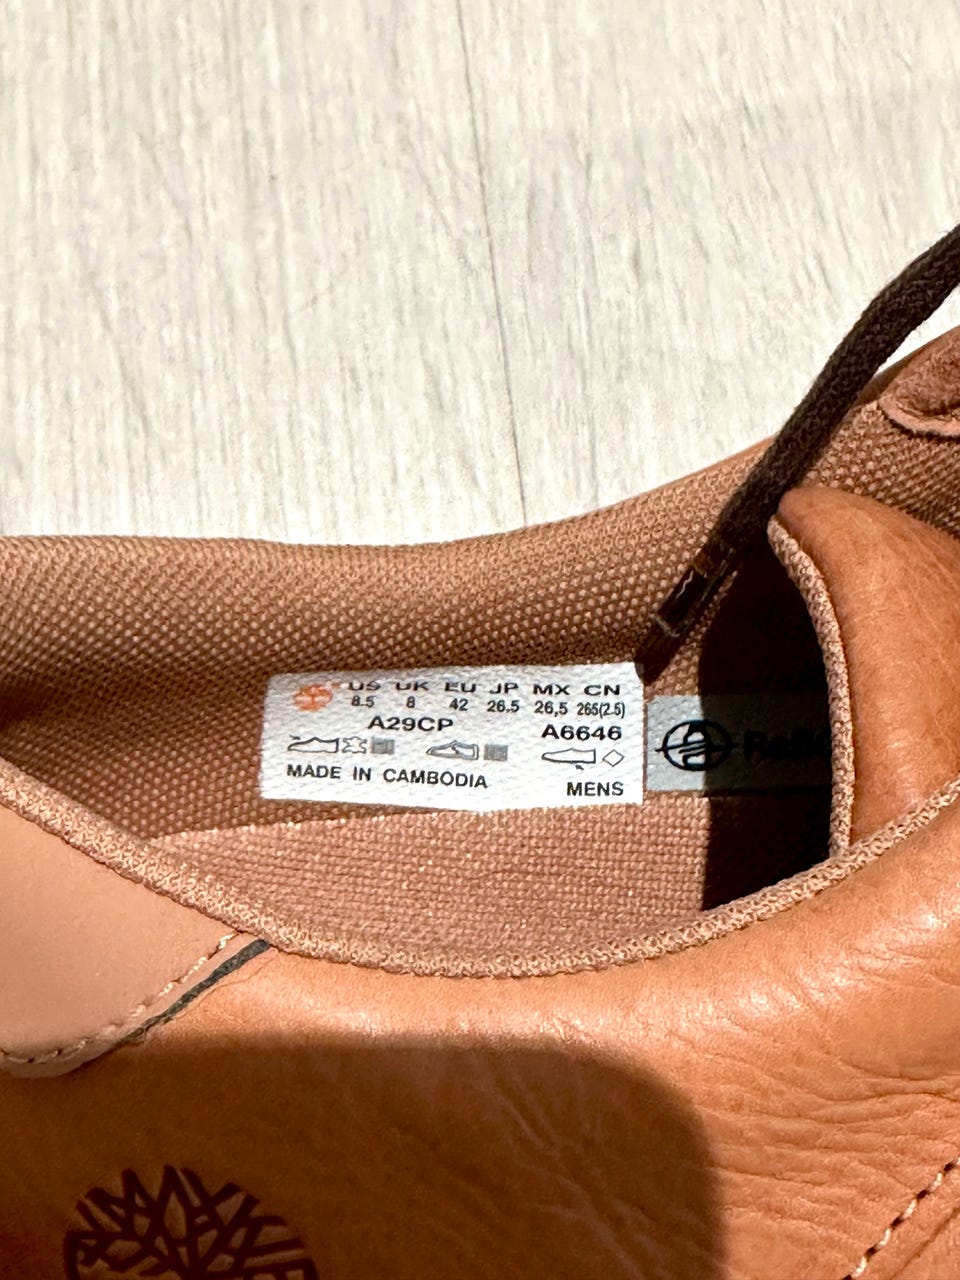 US UK EU JP MX CN
8.5 8 42 26.5 26,5 265(2.5)
A29CP A6646
MADE IN CAMBODIA
MENS